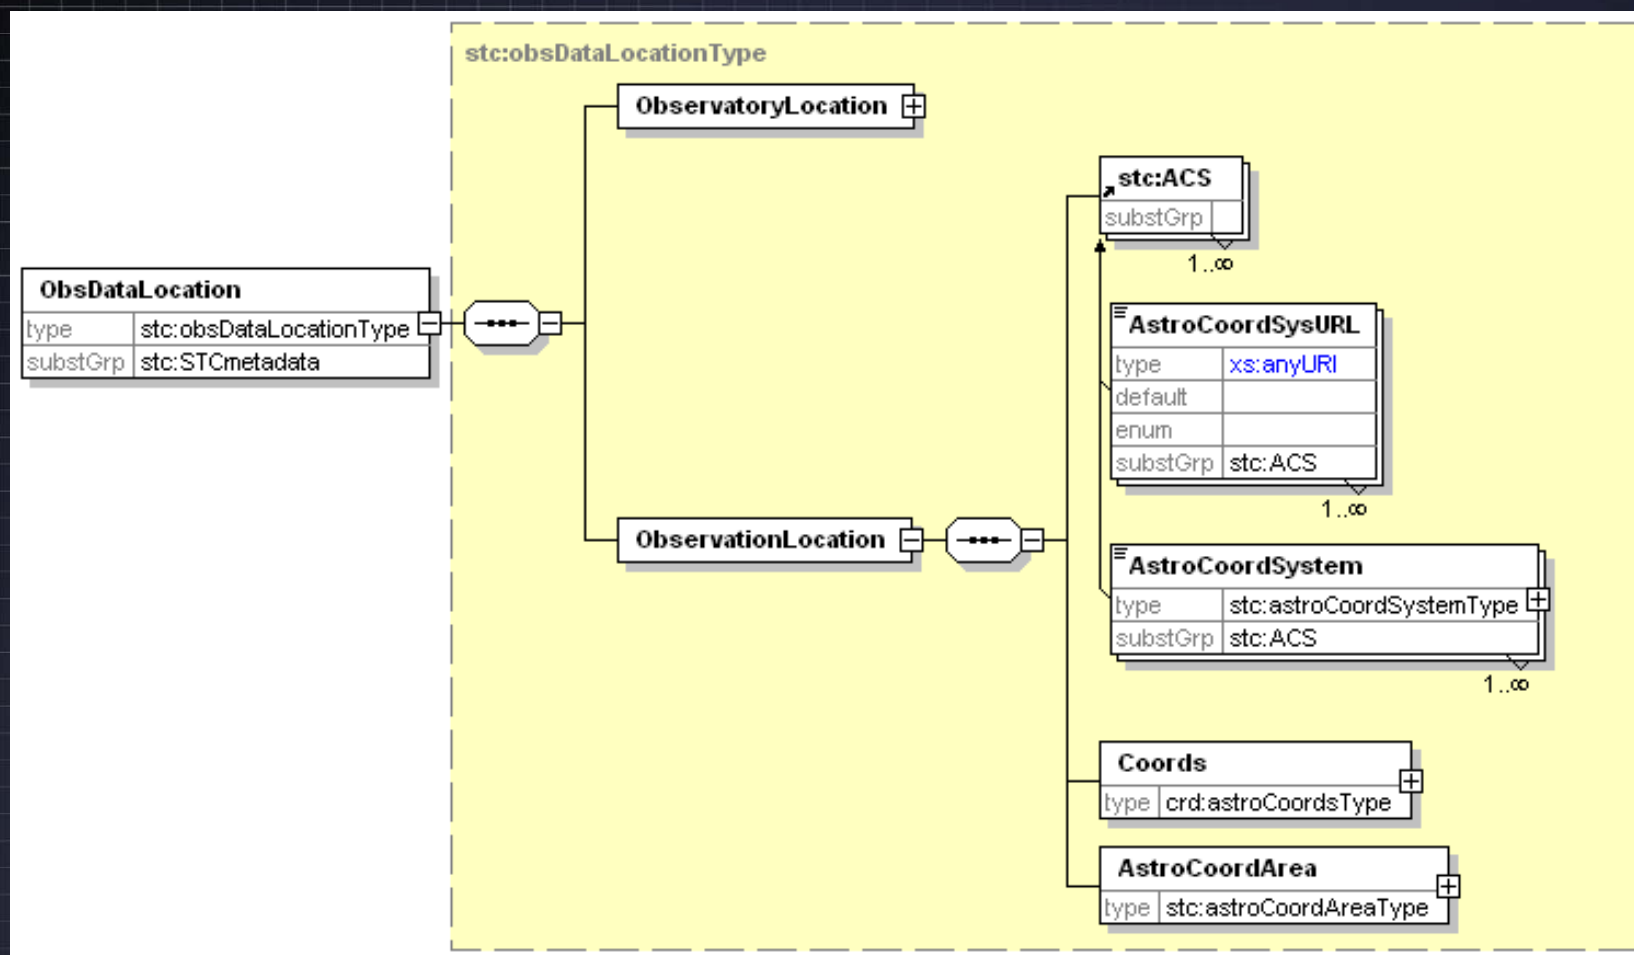 stc:obsDataLocationType
ObservatoryLocation
stc:ACS
substGrp
1..∞
ObsDataLocation
type stc:obsDataLocationType
substGrp stc:STCmetadata
AstroCoordSysURL
type xs:anyURI
default
enum
substGrp stc:ACS
1..∞
ObservationLocation
AstroCoordSystem
type stc:astroCoordSystemType
substGrp stc:ACS
1..∞
Coords
type crd:astroCoordsType
AstroCoordArea
type stc:astroCoordAreaType